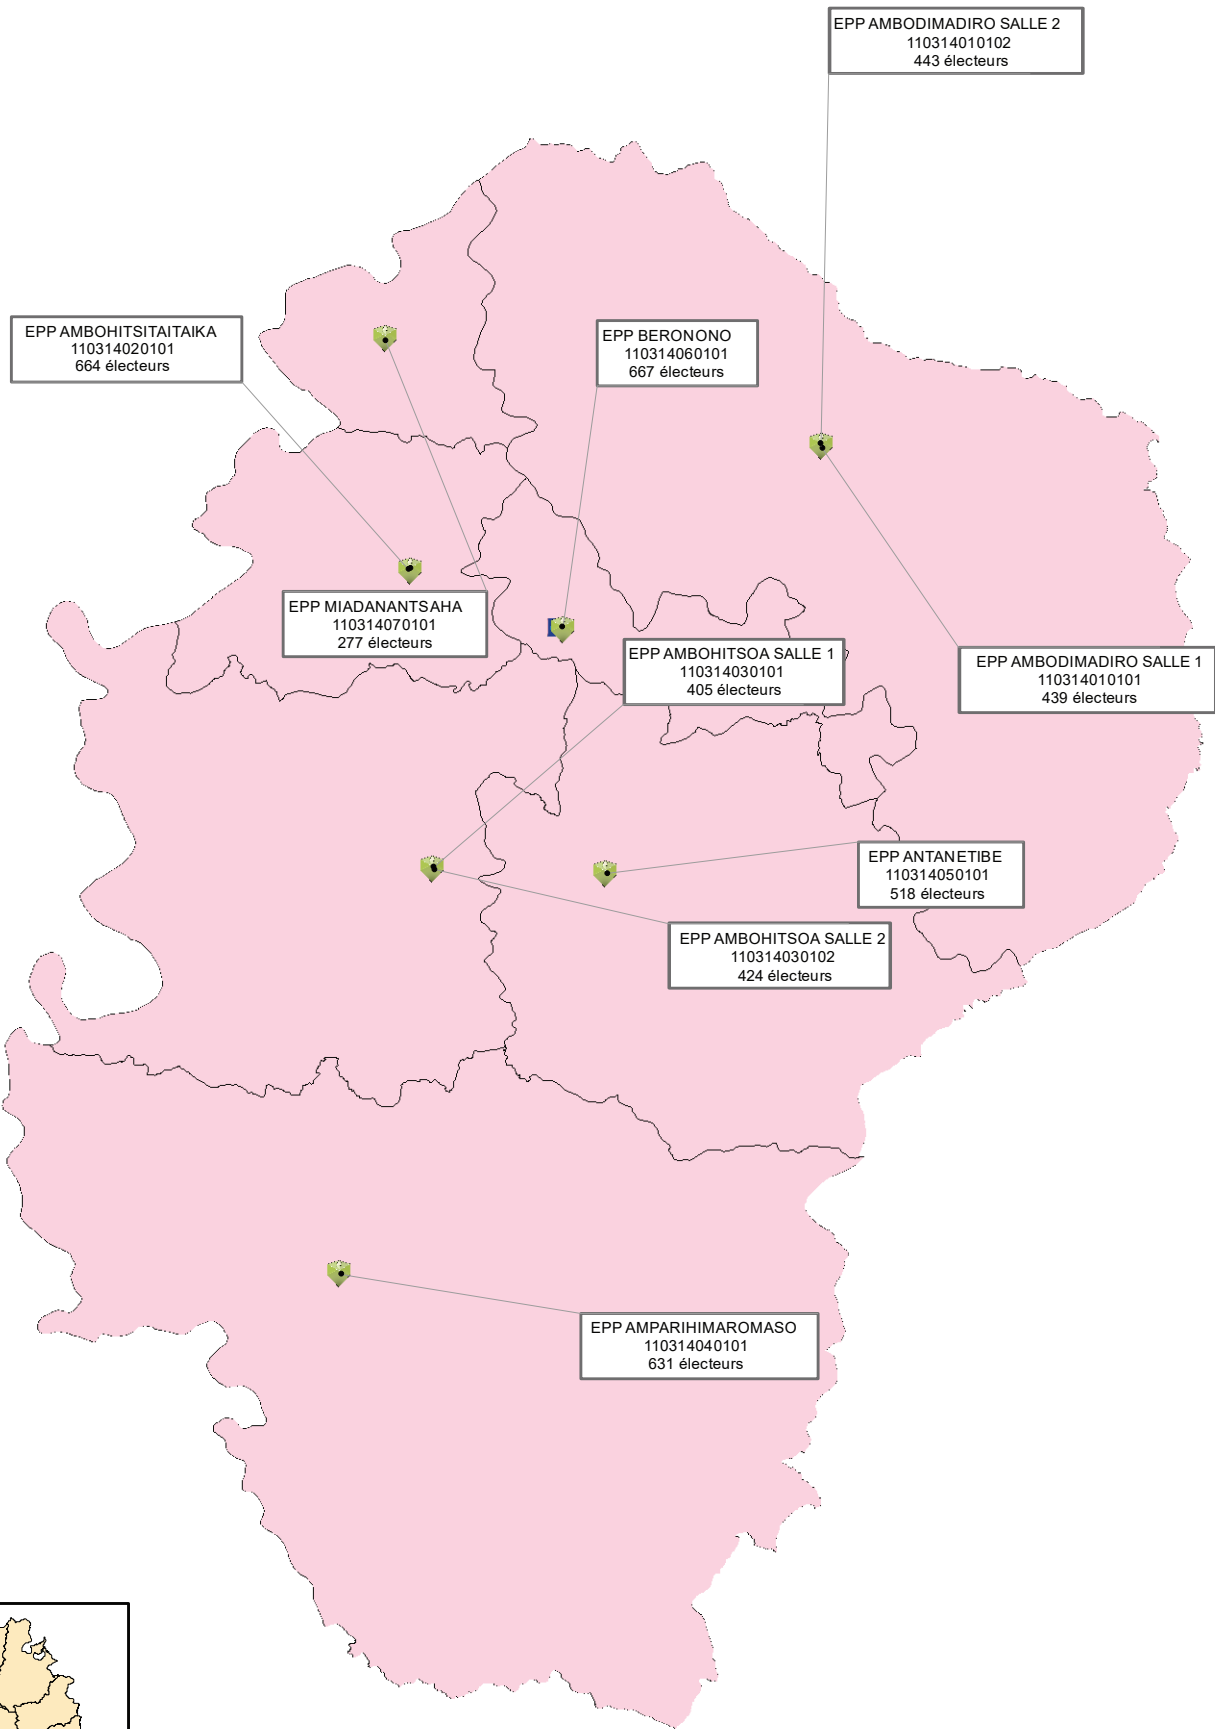 EPP AMBODIMADIRO SALLE 2
110314010102
443 électeurs
EPP AMBOHITSITAITAIKA
110314020101
664 électeurs
EPP BERONONO
110314060101
667 électeurs
EPP MIADANANTSAHA
110314070101
277 électeurs
EPP AMBOHITSOA SALLE 1
110314030101
405 électeurs
EPP AMBODIMADIRO SALLE 1
110314010101
439 électeurs
EPP ANTANETIBE
110314050101
518 électeurs
EPP AMBOHITSOA SALLE 2
110314030102
424 électeurs
EPP AMPARIHIMAROMASO
110314040101
631 électeurs